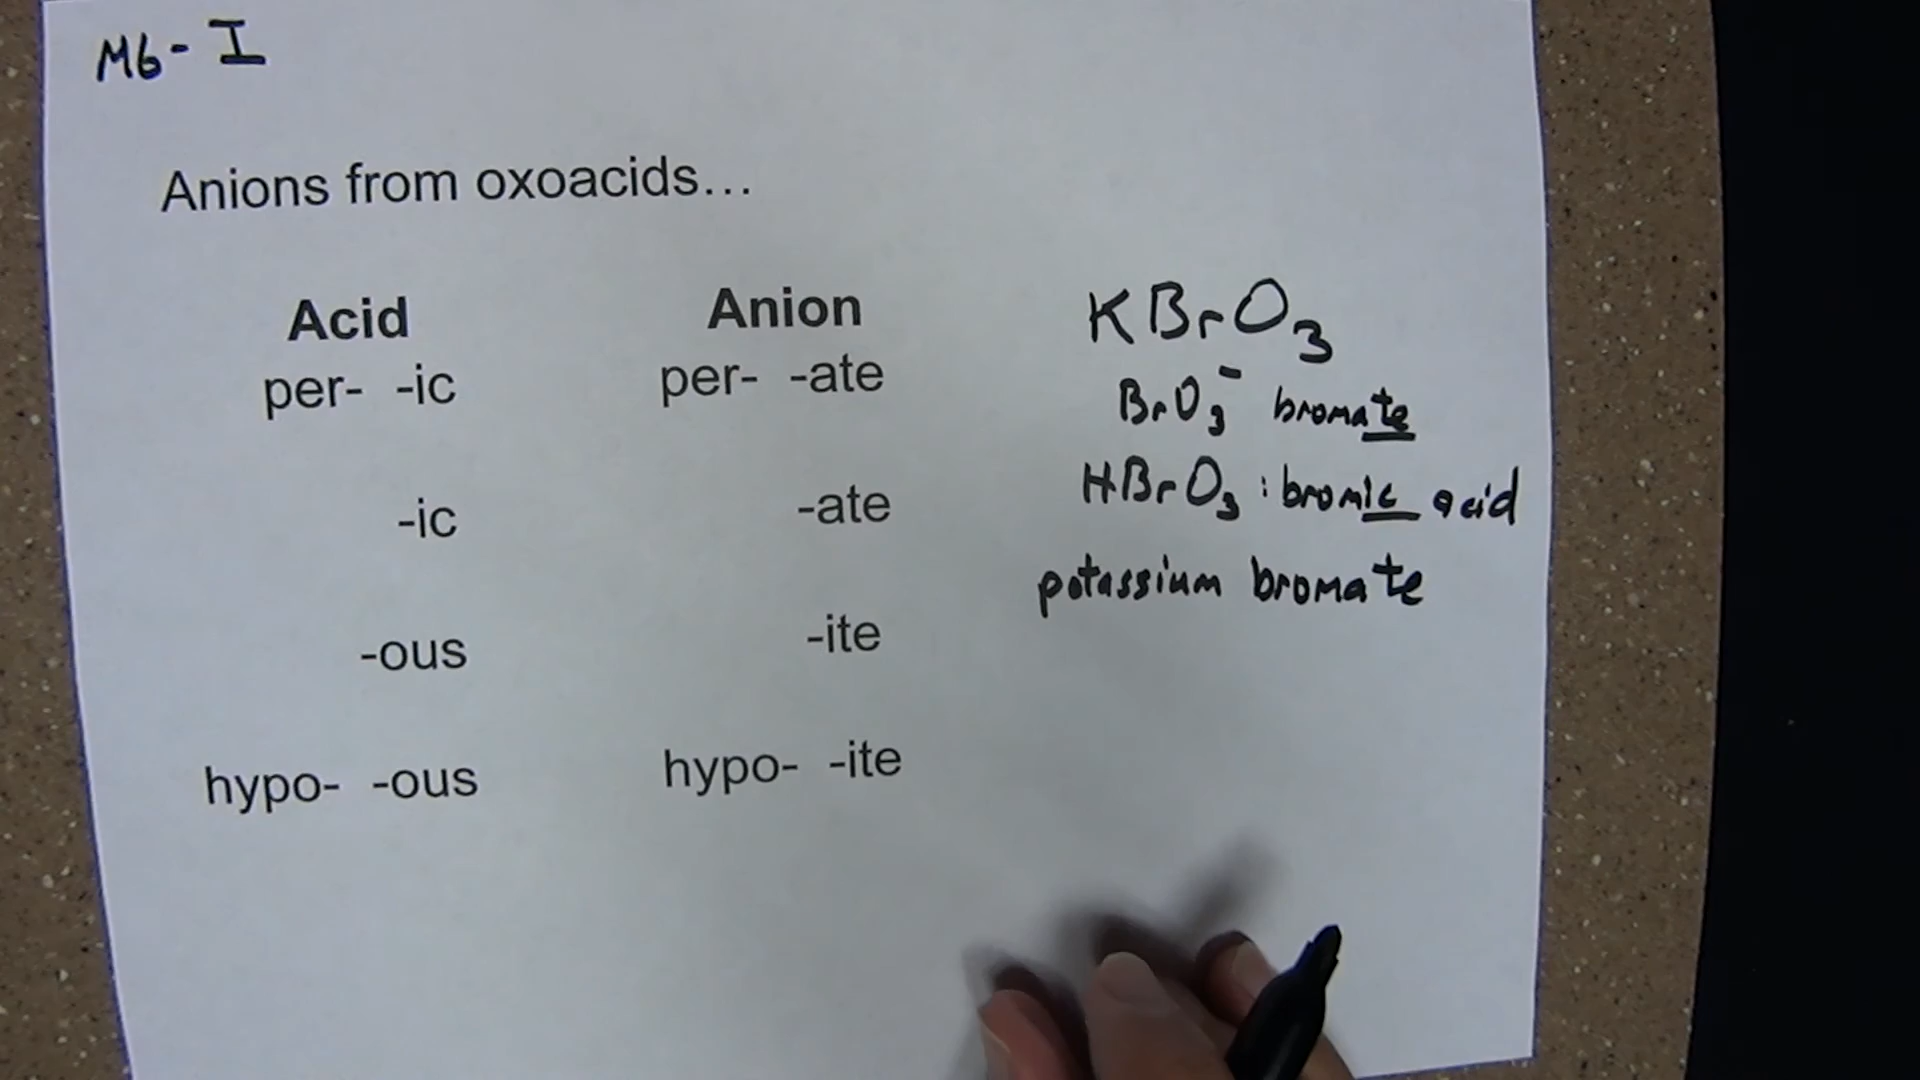 M6-I
Anions from oxoacids...
Acid Anion
per- -ic per- -ate
-ic -ate
-ous -ite
hypo- -ous hypo- -ite
KBrO₃
BrO₃⁻ bromate
HBrO₃ : bromic acid
potassium bromate